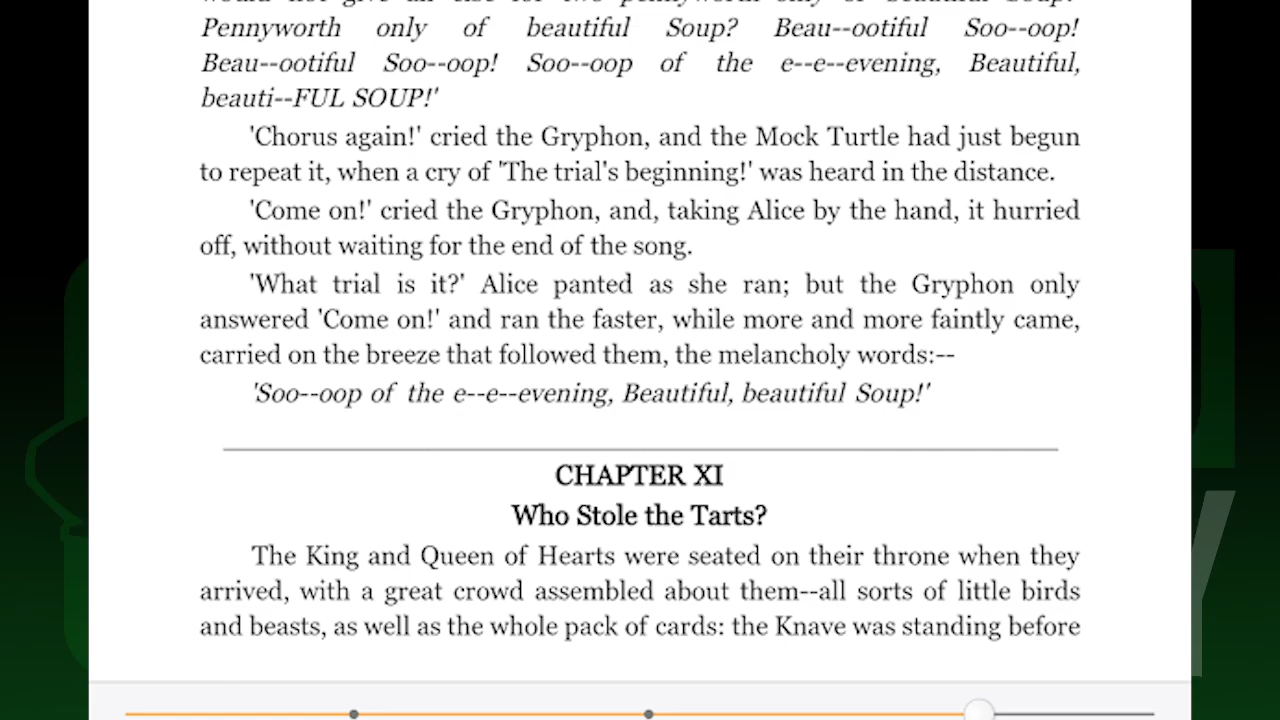 Pennyworth only of beautiful Soup? Beau--ootiful Soo--oop!
Beau--ootiful Soo--oop! Soo--oop of the e--e--evening, Beautiful,
beauti--FUL SOUP!'
'Chorus again!' cried the Gryphon, and the Mock Turtle had just begun
to repeat it, when a cry of 'The trial's beginning!' was heard in the distance.
'Come on!' cried the Gryphon, and, taking Alice by the hand, it hurried
off, without waiting for the end of the song.
'What trial is it?' Alice panted as she ran; but the Gryphon only
answered 'Come on!' and ran the faster, while more and more faintly came,
carried on the breeze that followed them, the melancholy words:--
'Soo--oop of the e--e--evening, Beautiful, beautiful Soup!'
CHAPTER XI
Who Stole the Tarts?
The King and Queen of Hearts were seated on their throne when they
arrived, with a great crowd assembled about them--all sorts of little birds
and beasts, as well as the whole pack of cards: the Knave was standing before